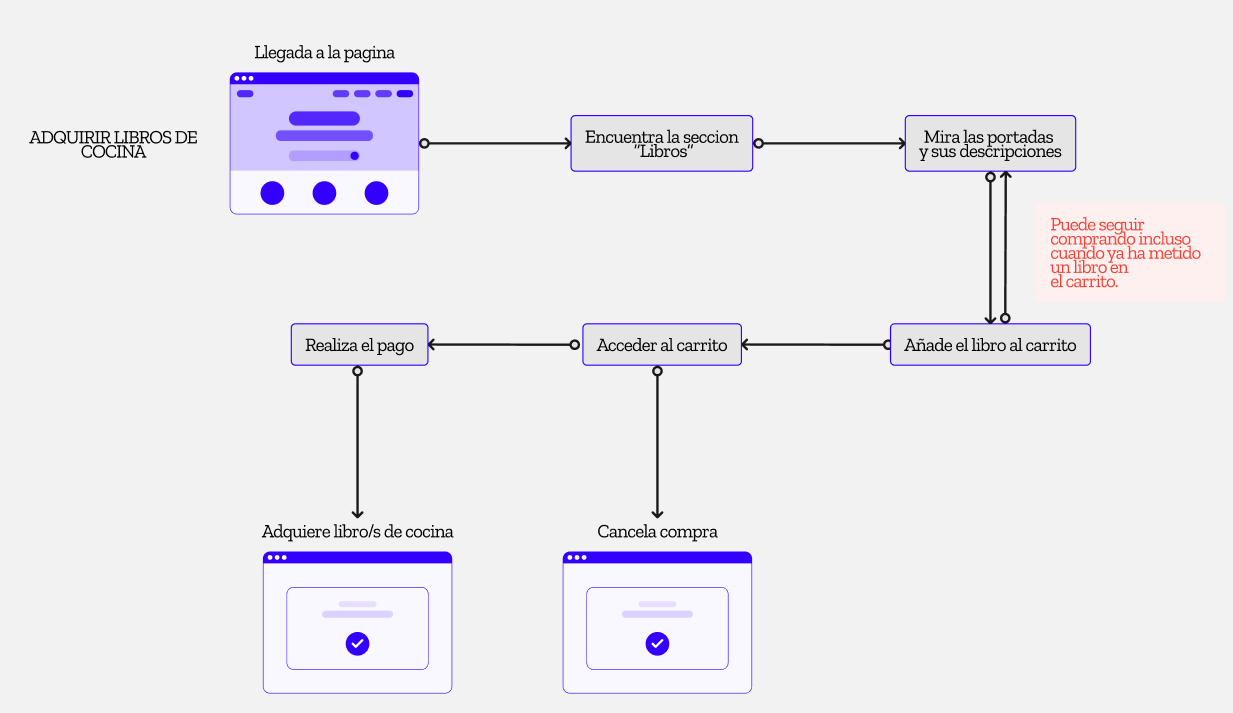 Llegada a la pagina
ADQUIRIR LIBROS DE
COCINA
Encuentra la seccion
"Libros"
Mira las portadas
y sus descripciones
Puede seguir
comprando incluso
cuando ya ha metido
un libro en
el carrito.
Realiza el pago
Acceder al carrito
Añade el libro al carrito
Adquiere libro/s de cocina
Cancela compra